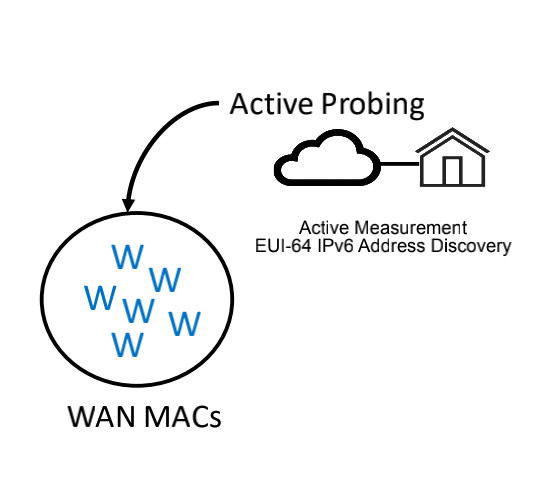 Active Probing
Active Measurement
EUI-64 IPv6 Address Discovery
W
W
W
W
W
W
WAN MACs